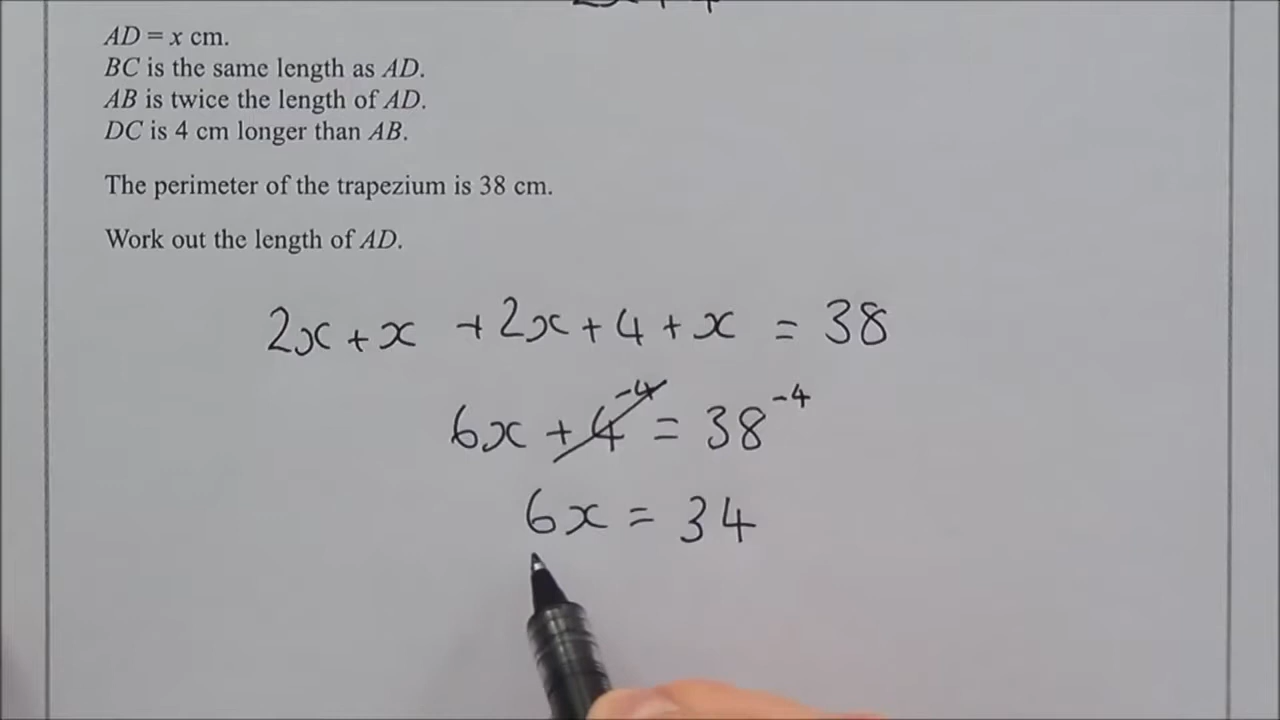 AD = x cm.
BC is the same length as AD.
AB is twice the length of AD.
DC is 4 cm longer than AB.
The perimeter of the trapezium is 38 cm.
Work out the length of AD.
2x + x + 2x + 4 + x = 38
6x + 4 -4 = 38 -4
6x = 34